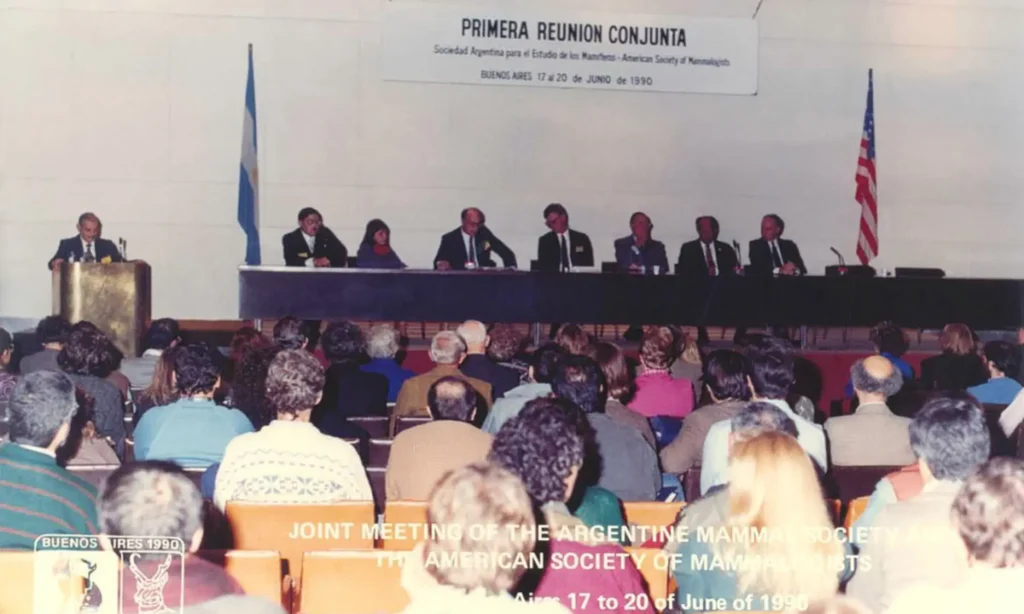 PRIMERA REUNION CONJUNTA
Sociedad Argentina para el Estudio de los Mamíferos - American Society of Mammalogists
BUENOS AIRES 17 al 20 de JUNIO de 1990
JOINT MEETING OF THE ARGENTINE MAMMAL SOCIETY
THE AMERICAN SOCIETY OF MAMMALOGISTS
Aires 17 to 20 of June of 1990
BUENOS AIRES 1990